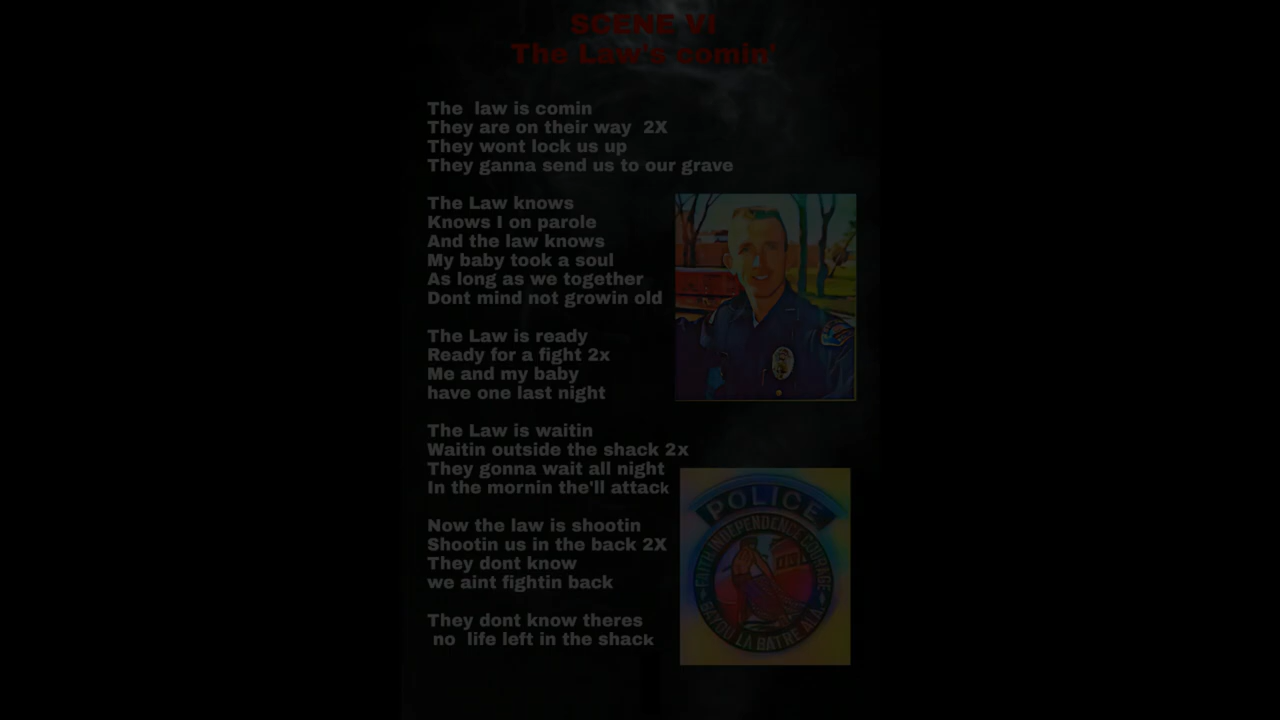 SCENE VI
The Law's comin'
The  law is comin
They are on their way  2X
They wont lock us up
They ganna send us to our grave
The Law knows
Knows I on parole
And the law knows
My baby took a soul
As long as we together
Dont mind not growin old
The Law is ready
Ready for a fight 2x
Me and my baby
have one last night
The Law is waitin
Waitin outside the shack 2x
They gonna wait all night
In the mornin the'll attack
Now the law is shootin
Shootin us in the back 2X
They dont know
we aint fightin back
They dont know theres
no  life left in the shack
POLICE
FAITH INDEPENDENCE COURAGE
BAYOU LA BATRE ALA.